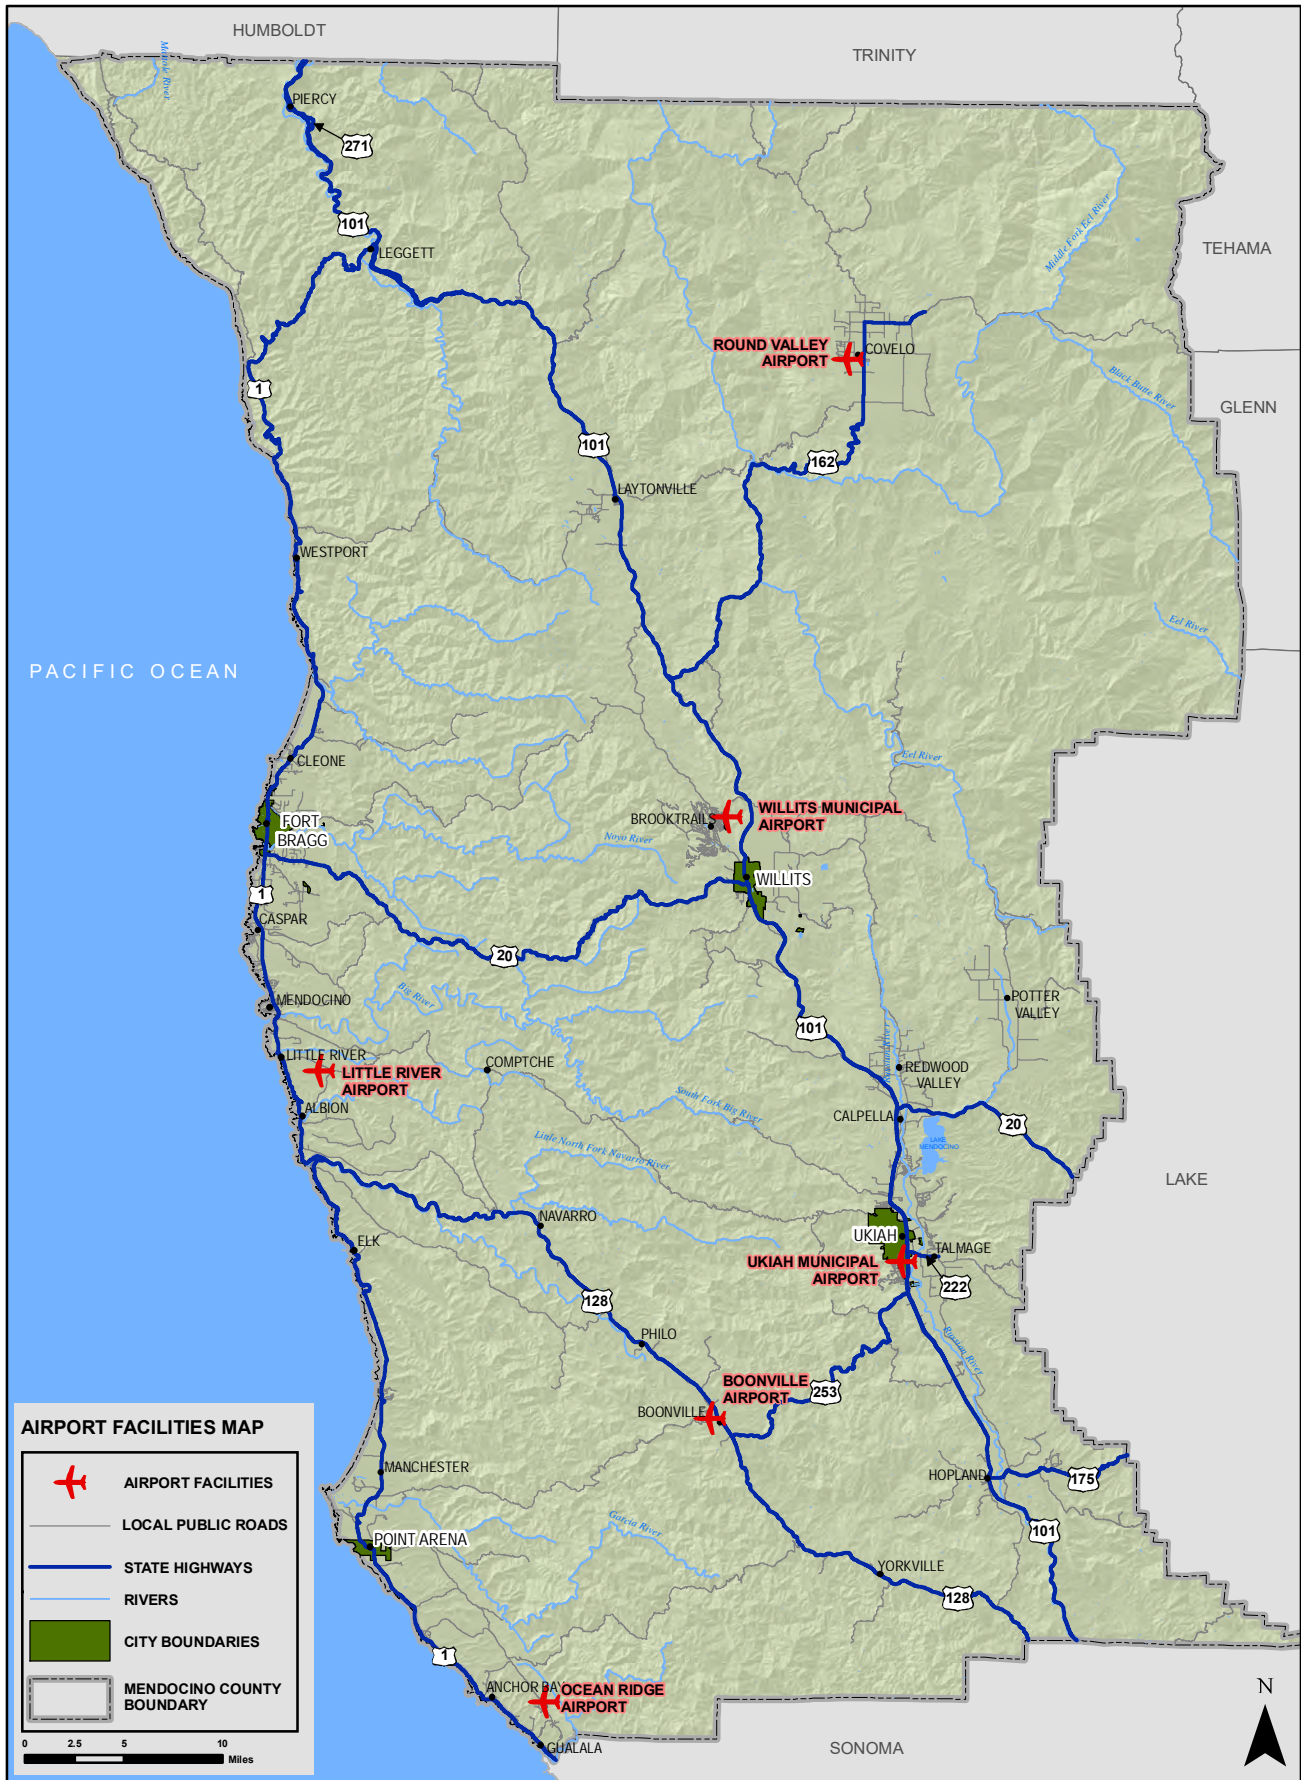 HUMBOLDT
TRINITY
Mattole River
PIERCY
271
101
LEGGETT
Middle Fork Eel River
TEHAMA
ROUND VALLEY
AIRPORT
COVELO
1
Black Butte River
GLENN
101
162
LAYTONVILLE
WESTPORT
Eel River
PACIFIC OCEAN
Eel River
CLEONE
WILLITS MUNICIPAL
AIRPORT
BROOKTRAILS
FORT
BRAGG
Noyo River
WILLITS
1
CASPAR
20
Big River
MENDOCINO
POTTER
VALLEY
101
Russian River
LITTLE RIVER
LITTLE RIVER
AIRPORT
COMPTCHE
REDWOOD
VALLEY
South Fork Big River
ALBION
CALPELLA
20
LAKE
MENDOCINO
Little North Fork Navarro River
LAKE
NAVARRO
ELK
UKIAH
TALMAGE
UKIAH MUNICIPAL
AIRPORT
222
128
PHILO
Russian River
BOONVILLE
AIRPORT
253
BOONVILLE
MANCHESTER
HOPLAND
175
101
Garcia River
POINT ARENA
YORKVILLE
128
1
ANCHOR BAY
OCEAN RIDGE
AIRPORT
GUALALA
SONOMA
N
AIRPORT FACILITIES MAP
AIRPORT FACILITIES
LOCAL PUBLIC ROADS
STATE HIGHWAYS
RIVERS
CITY BOUNDARIES
MENDOCINO COUNTY
BOUNDARY
0 2.5 5 10
Miles